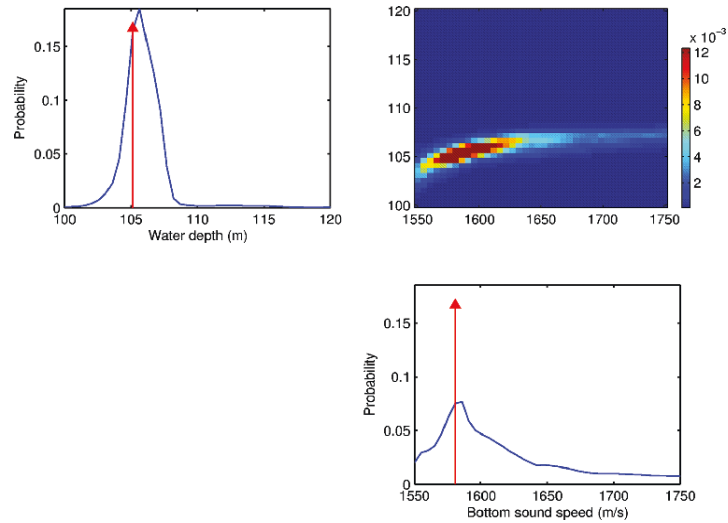 0.15
0.1
0.05
0
Probability
100 105 110 115 120
Water depth (m)
120
115
110
105
100
1550 1600 1650 1700 1750
x 10⁻³
12
10
8
6
4
2
0.15
0.1
0.05
0
Probability
1550 1600 1650 1700 1750
Bottom sound speed (m/s)